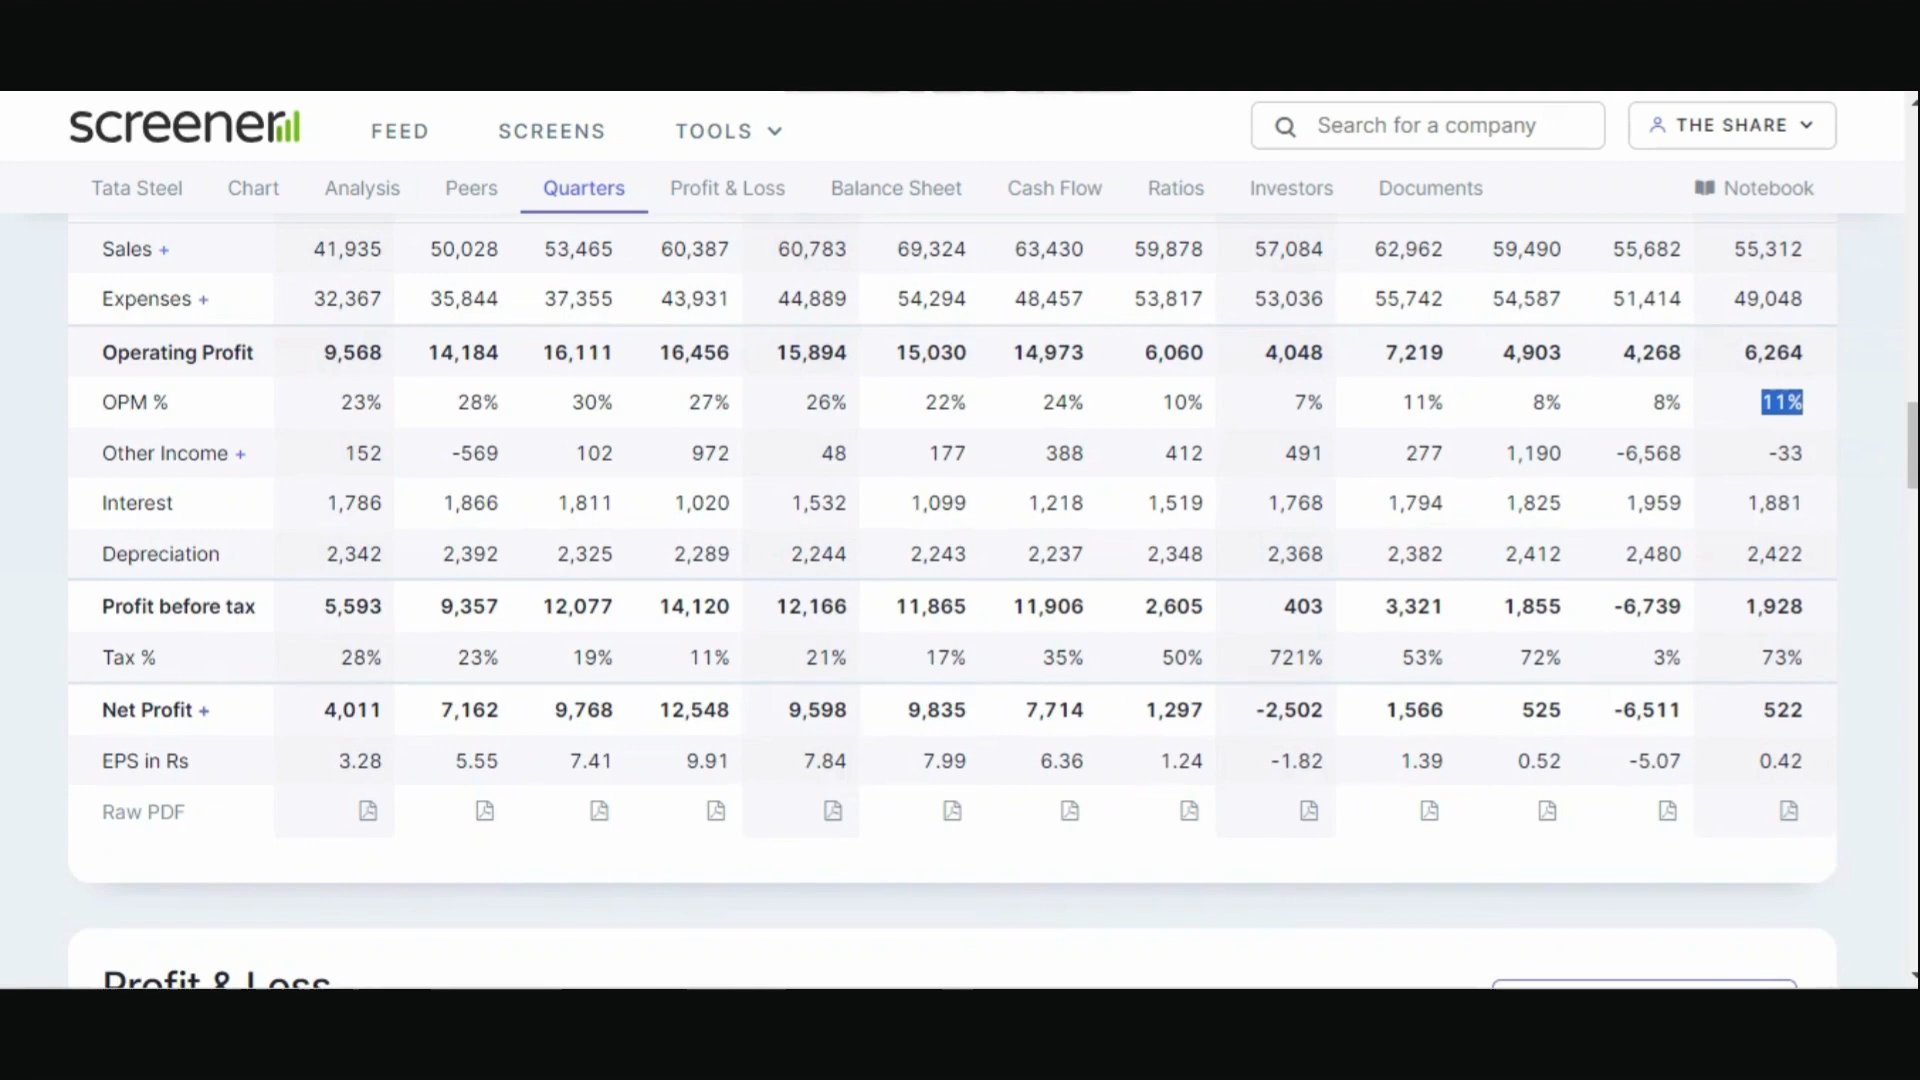 screener FEED SCREENS TOOLS Search for a company THE SHARE
Tata Steel Chart Analysis Peers Quarters Profit & Loss Balance Sheet Cash Flow Ratios Investors Documents Notebook
Sales + 41,935 50,028 53,465 60,387 60,783 69,324 63,430 59,878 57,084 62,962 59,490 55,682 55,312
Expenses + 32,367 35,844 37,355 43,931 44,889 54,294 48,457 53,817 53,036 55,742 54,587 51,414 49,048
Operating Profit 9,568 14,184 16,111 16,456 15,894 15,030 14,973 6,060 4,048 7,219 4,903 4,268 6,264
OPM % 23% 28% 30% 27% 26% 22% 24% 10% 7% 11% 8% 8% 11%
Other Income + 152 -569 102 972 48 177 388 412 491 277 1,190 -6,568 -33
Interest 1,786 1,866 1,811 1,020 1,532 1,099 1,218 1,519 1,768 1,794 1,825 1,959 1,881
Depreciation 2,342 2,392 2,325 2,289 2,244 2,243 2,237 2,348 2,368 2,382 2,412 2,480 2,422
Profit before tax 5,593 9,357 12,077 14,120 12,166 11,865 11,906 2,605 403 3,321 1,855 -6,739 1,928
Tax % 28% 23% 19% 11% 21% 17% 35% 50% 721% 53% 72% 3% 73%
Net Profit + 4,011 7,162 9,768 12,548 9,598 9,835 7,714 1,297 -2,502 1,566 525 -6,511 522
EPS in Rs 3.28 5.55 7.41 9.91 7.84 7.99 6.36 1.24 -1.82 1.39 0.52 -5.07 0.42
Raw PDF
Profit & Loss